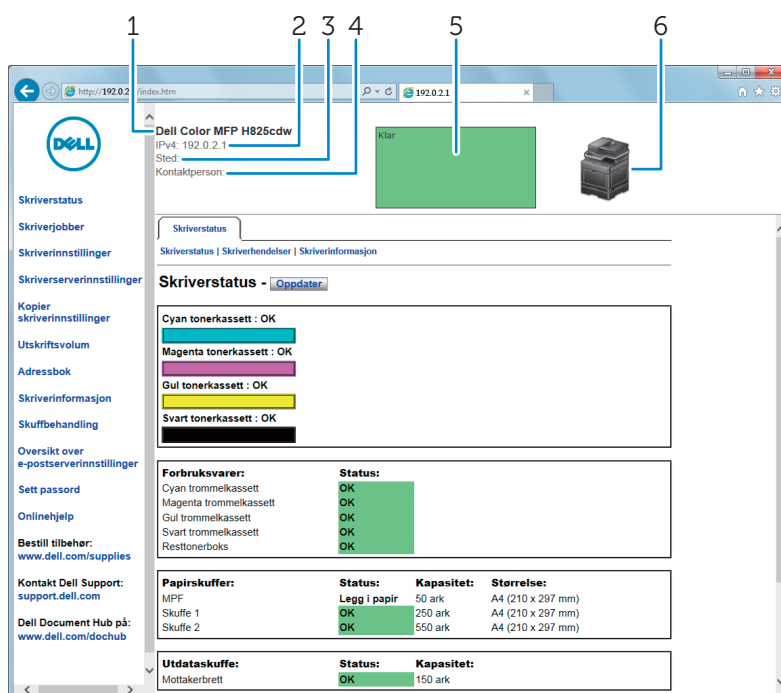 1 2 3 4 5 6
http://192.0.2 /index.htm
192.0.2.1
DELL
Dell Color MFP H825cdw
IPv4: 192.0.2.1
Sted:
Kontaktperson:
Klar
Skriverstatus
Skriverjobber
Skriverinnstillinger
Skriverserverinnstillinger
Kopier
skriverinnstillinger
Utskriftsvolum
Adressbok
Skriverinformasjon
Skuffbehandling
Oversikt over
e-postserverinnstillinger
Sett passord
Onlinehjelp
Bestill tilbehør:
www.dell.com/supplies
Kontakt Dell Support:
support.dell.com
Dell Document Hub på:
www.dell.com/dochub
Skriverstatus
Skriverstatus | Skriverhendelser | Skriverinformasjon
Skriverstatus - Oppdater
Cyan tonerkassett : OK
Magenta tonerkassett : OK
Gul tonerkassett : OK
Svart tonerkassett : OK
Forbruksvarer: Status:
Cyan trommelkassett OK
Magenta trommelkassett OK
Gul trommelkassett OK
Svart trommelkassett OK
Resttonerboks OK
Papirskuffer: Status: Kapasitet: Størrelse:
MPF Legg i papir 50 ark A4 (210 x 297 mm)
Skuffe 1 OK 250 ark A4 (210 x 297 mm)
Skuffe 2 OK 550 ark A4 (210 x 297 mm)
Utdataskuffe: Status: Kapasitet:
Mottakerbrett OK 150 ark